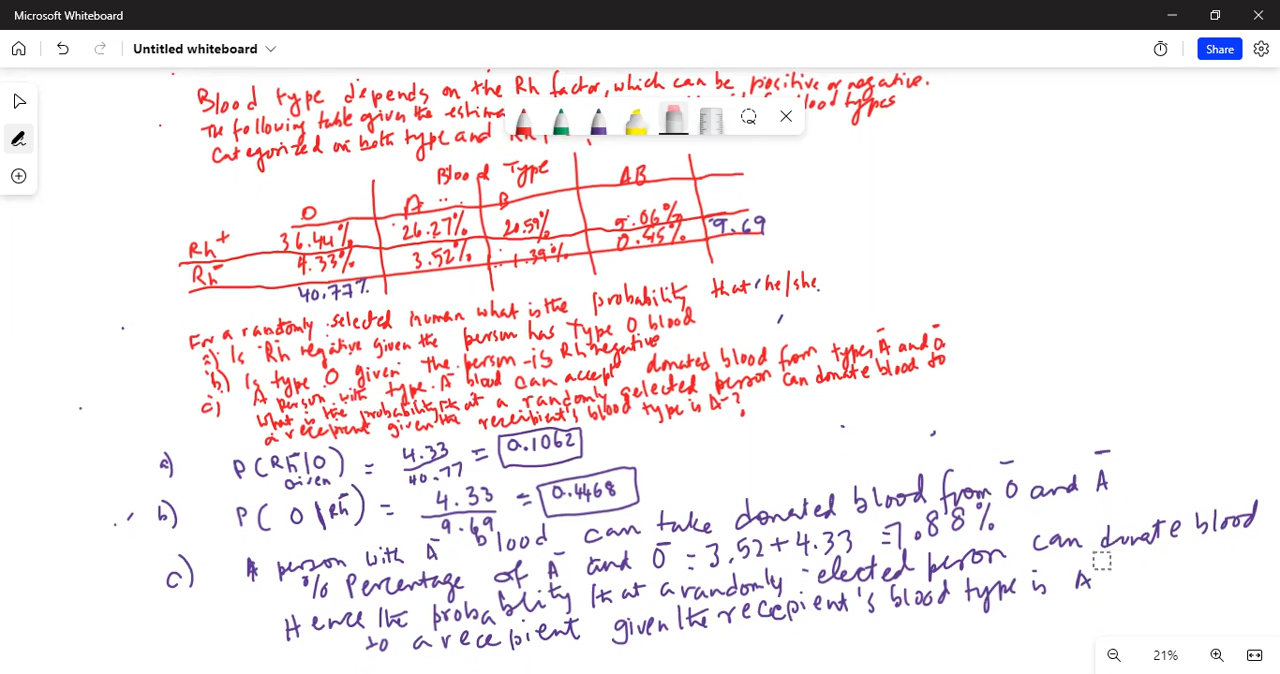 Microsoft Whiteboard
Untitled whiteboard
Share
Blood type depends on the Rh factor, which can be, positive or negative.
The following table given the estim blood types
Categorized on both type and
Blood Type
O A B AB
Rh+ 36.44% 26.27% 20.59% 5.06%
Rh- 4.33% 3.52% 1.39% 0.45% 9.69
40.77%
For a randomly selected human what is the probability that he/she
a) Is Rh negative given the person has Type O blood
b) Is type O given the person is Rh negative
c) A person with type A- blood can accept donated blood from types A- and o-
What is the probability that a randomly selected person can donate blood to
a recepient given the recepient's blood type is A-?
a) P(Rh-|O) = 4.33/40.77 = 0.1062
Given
b) P( O | Rh-) = 4.33/9.69 = 0.4468
c) A person with A- blood can take donated blood from O- and A-
% Percentage of A- and O- = 3.52+4.33 = 7.88%
Hence the probablity that a randomly elected person can donate blood
to a recepient given the recepient's blood type is A
21%